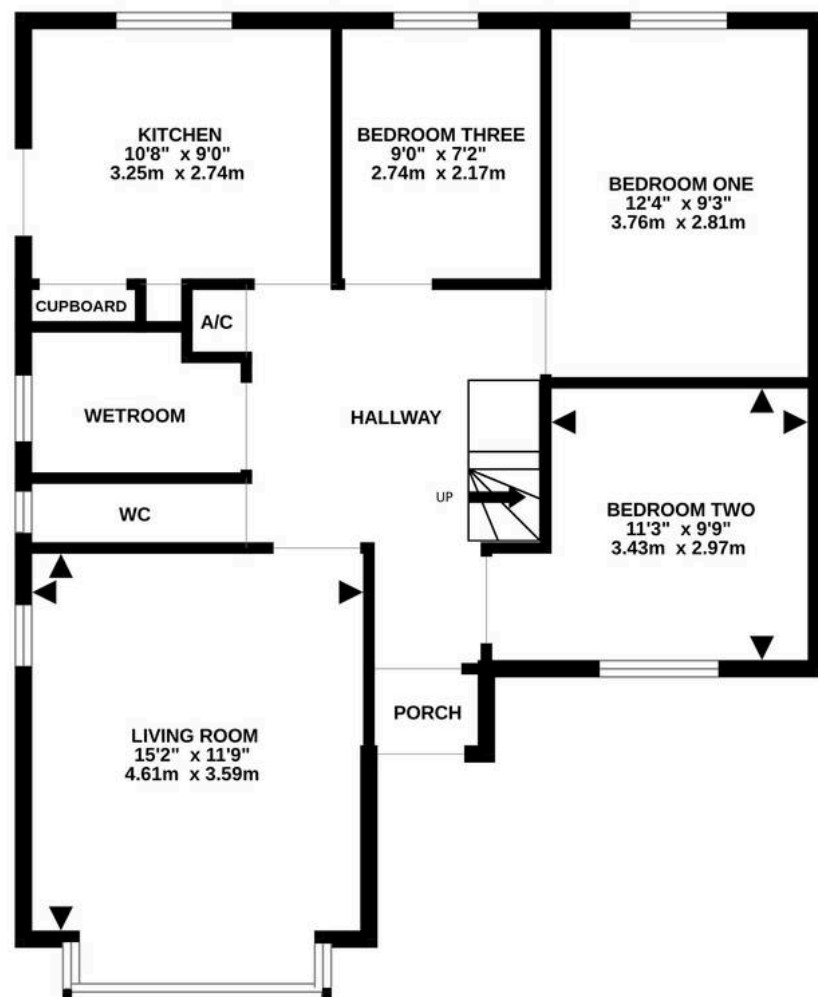 KITCHEN
10'8" x 9'0"
3.25m x 2.74m
BEDROOM THREE
9'0" x 7'2"
2.74m x 2.17m
BEDROOM ONE
12'4" x 9'3"
3.76m x 2.81m
CUPBOARD
A/C
WETROOM
HALLWAY
UP
WC
BEDROOM TWO
11'3" x 9'9"
3.43m x 2.97m
PORCH
LIVING ROOM
15'2" x 11'9"
4.61m x 3.59m